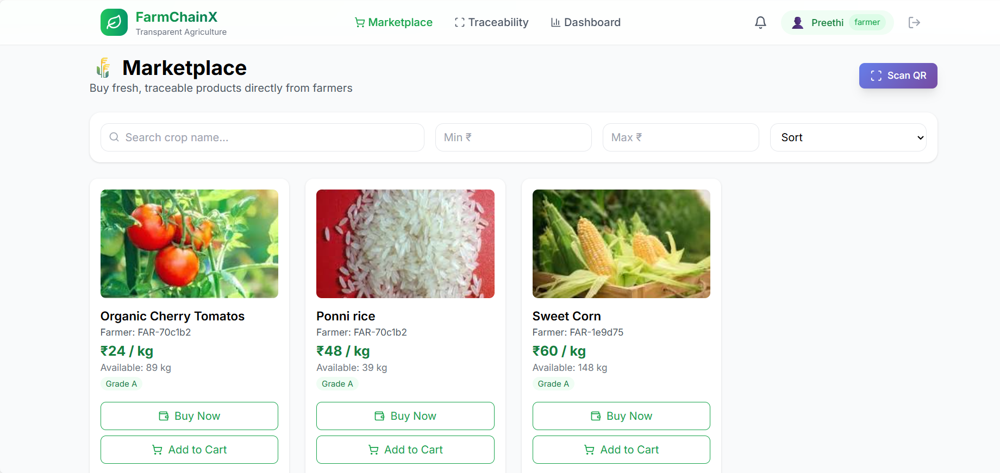 FarmChainX
Transparent Agriculture
Marketplace
Traceability
Dashboard
Preethi
farmer
Marketplace
Buy fresh, traceable products directly from farmers
Scan QR
Search crop name...
Min ₹
Max ₹
Sort
Organic Cherry Tomatos
Farmer: FAR-70c1b2
₹24 / kg
Available: 89 kg
Grade A
Buy Now
Add to Cart
Ponni rice
Farmer: FAR-70c1b2
₹48 / kg
Available: 39 kg
Grade A
Buy Now
Add to Cart
Sweet Corn
Farmer: FAR-1e9d75
₹60 / kg
Available: 148 kg
Grade A
Buy Now
Add to Cart